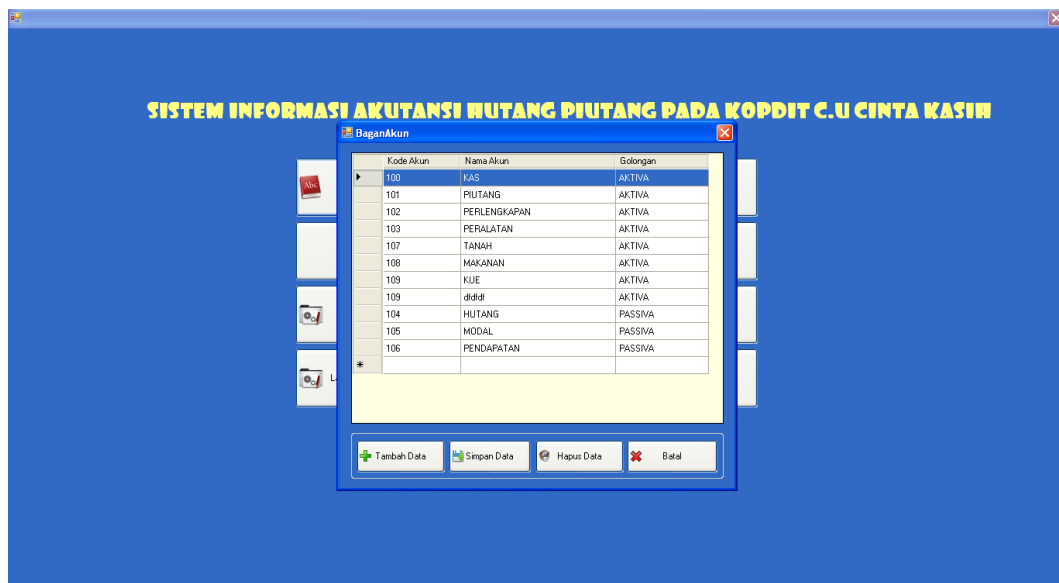 SISTEM INFORMASI AKUTANSI HUTANG PIUTANG PADA KOPDIT C.U CINTA KASIH
BaganAkun
Kode Akun Nama Akun Golongan
100 KAS AKTIVA
101 PIUTANG AKTIVA
102 PERLENGKAPAN AKTIVA
103 PERALATAN AKTIVA
107 TANAH AKTIVA
108 MAKANAN AKTIVA
109 KUE AKTIVA
109 dfdfdf AKTIVA
104 HUTANG PASSIVA
105 MODAL PASSIVA
106 PENDAPATAN PASSIVA
Abc
Tambah Data Simpan Data Hapus Data Batal